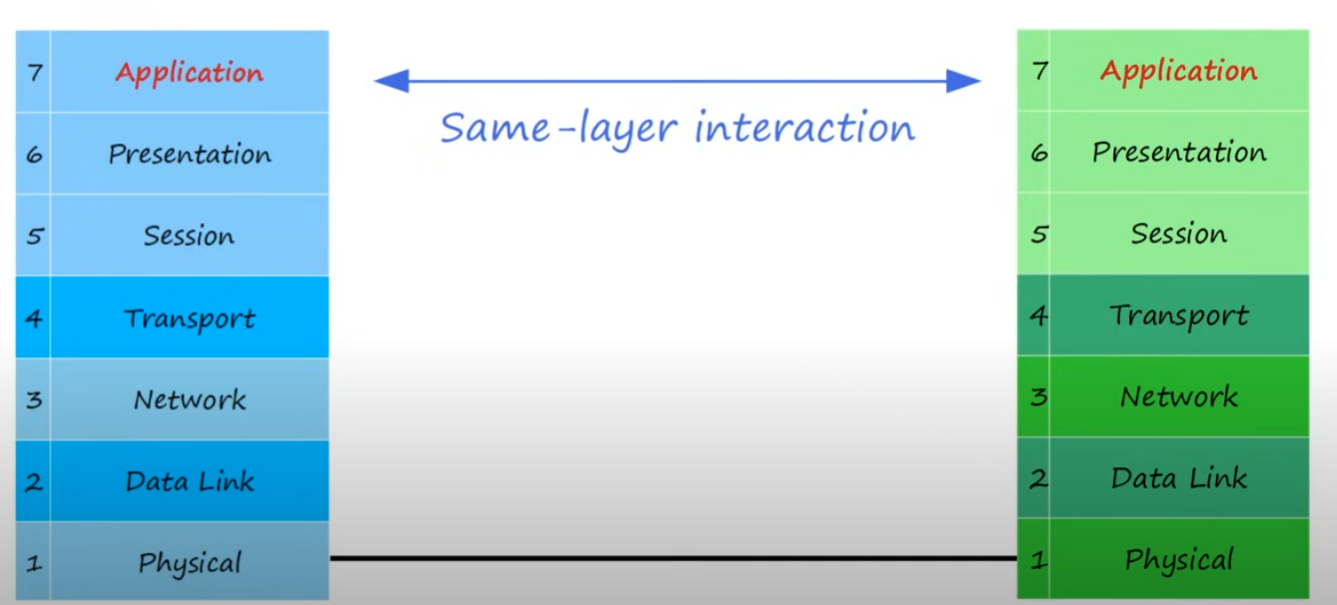 7 Application
6 Presentation
5 Session
4 Transport
3 Network
2 Data Link
1 Physical
Same-layer interaction
7 Application
6 Presentation
5 Session
4 Transport
3 Network
2 Data Link
1 Physical